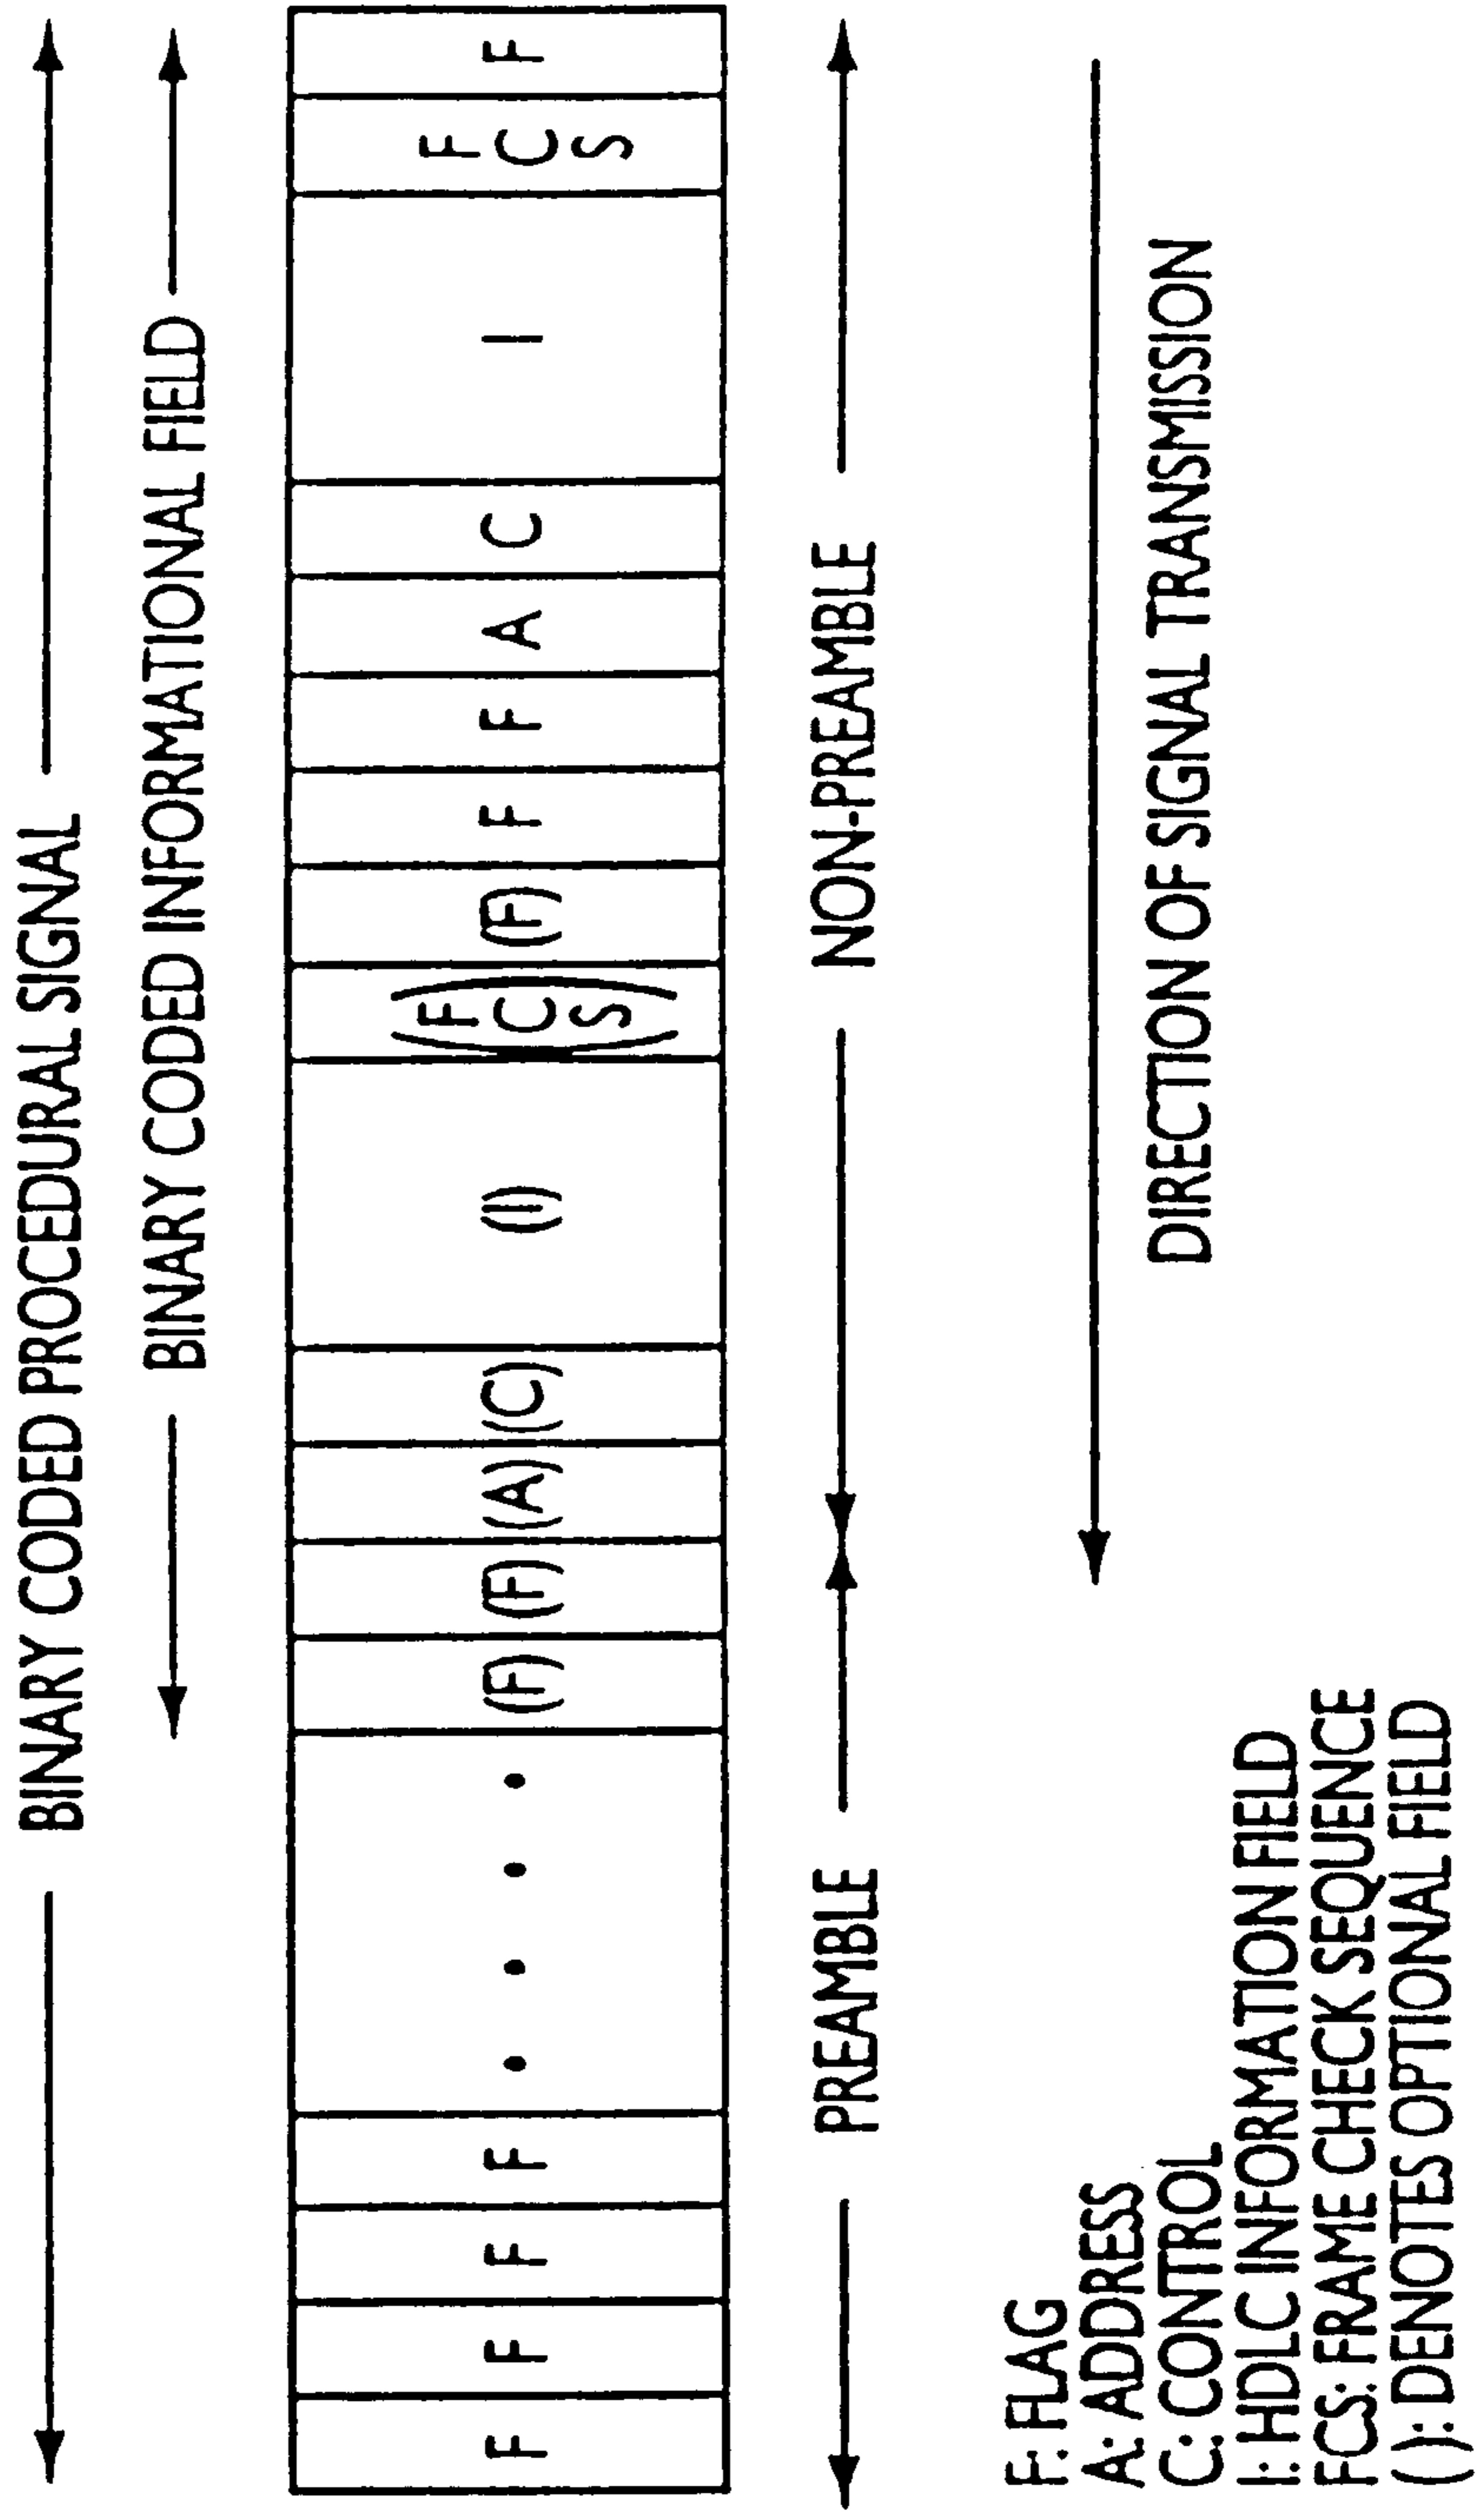 BINARY CODED PROCEDURAL SIGNAL
BINARY CODED INFORMATIONAL FIELD
F F F F • • • • (F) (F) (A) (C) (I) (FCS) (F) F F A C I FCS F
PREAMBLE NON-PREAMBLE
DIRECTION OF SIGNAL TRANSMISSION
F: FLAG
A: ADDRESS
C: CONTROL
I: HDLC INFORMATION FIELD
FCS: FRAME CHECK SEQUENCE
( ): DENOTES OPTIONAL FIELD